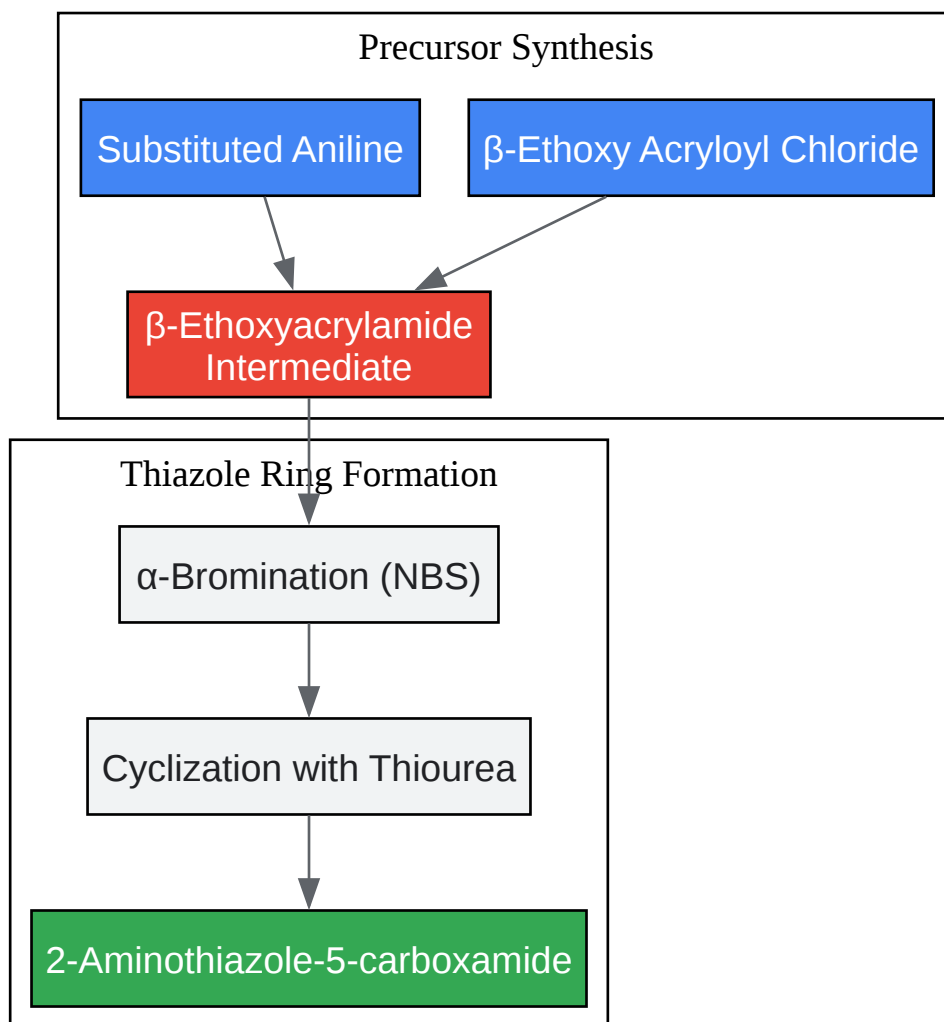 Precursor Synthesis
Substituted Aniline
β-Ethoxy Acryloyl Chloride
β-Ethoxyacrylamide
Intermediate
Thiazole Ring Formation
α-Bromination (NBS)
Cyclization with Thiourea
2-Aminothiazole-5-carboxamide